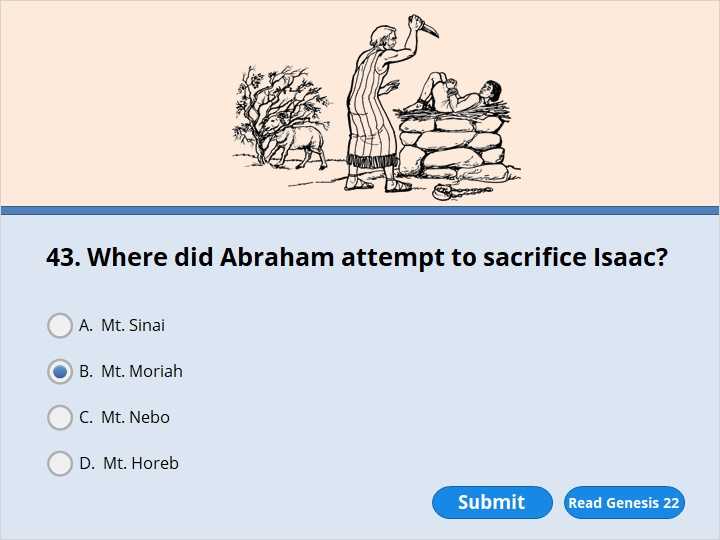 43. Where did Abraham attempt to sacrifice Isaac?
A. Mt. Sinai
B. Mt. Moriah
C. Mt. Nebo
D. Mt. Horeb
Submit
Read Genesis 22